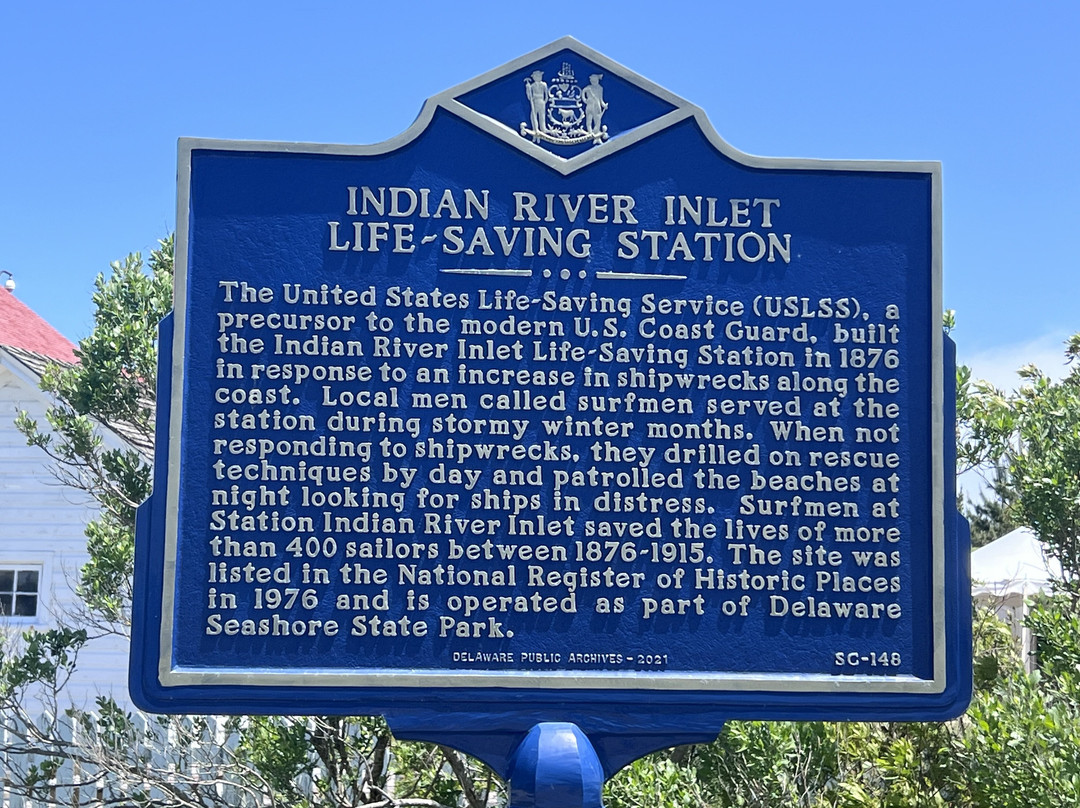 INDIAN RIVER INLET
LIFE-SAVING STATION
The United States Life-Saving Service (USLSS), a
precursor to the modern U.S. Coast Guard, built
the Indian River Inlet Life-Saving Station in 1876
in response to an increase in shipwrecks along the
coast. Local men called surfmen served at the
station during stormy winter months. When not
responding to shipwrecks, they drilled on rescue
techniques by day and patrolled the beaches at
night looking for ships in distress. Surfmen at
Station Indian River Inlet saved the lives of more
than 400 sailors between 1876-1915. The site was
listed in the National Register of Historic Places
in 1976 and is operated as part of Delaware
Seashore State Park.
DELAWARE PUBLIC ARCHIVES - 2021
SC-148